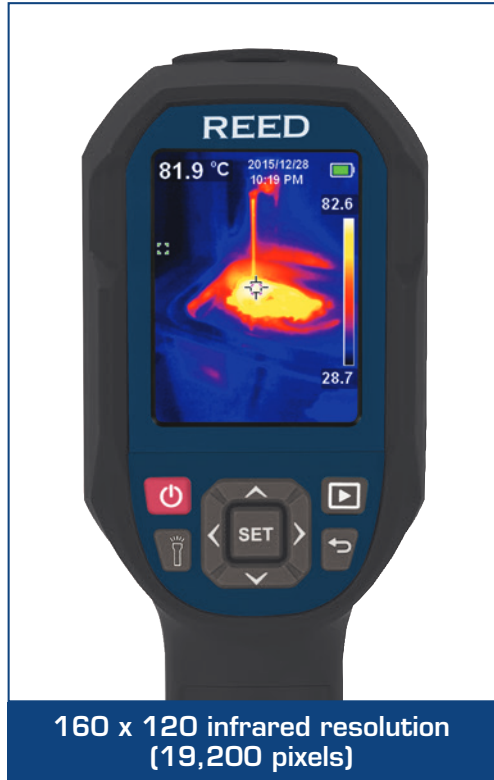 REED
81.9 °C
2015/12/28
10:19 PM
82.6
28.7
SET
160 x 120 infrared resolution
(19,200 pixels)